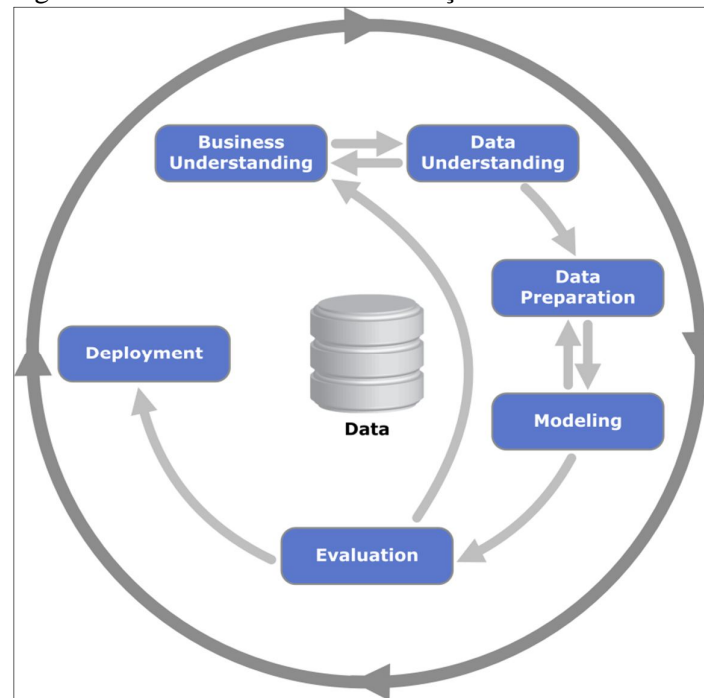 Business
Understanding
Data
Understanding
Data
Preparation
Deployment
Modeling
Data
Evaluation